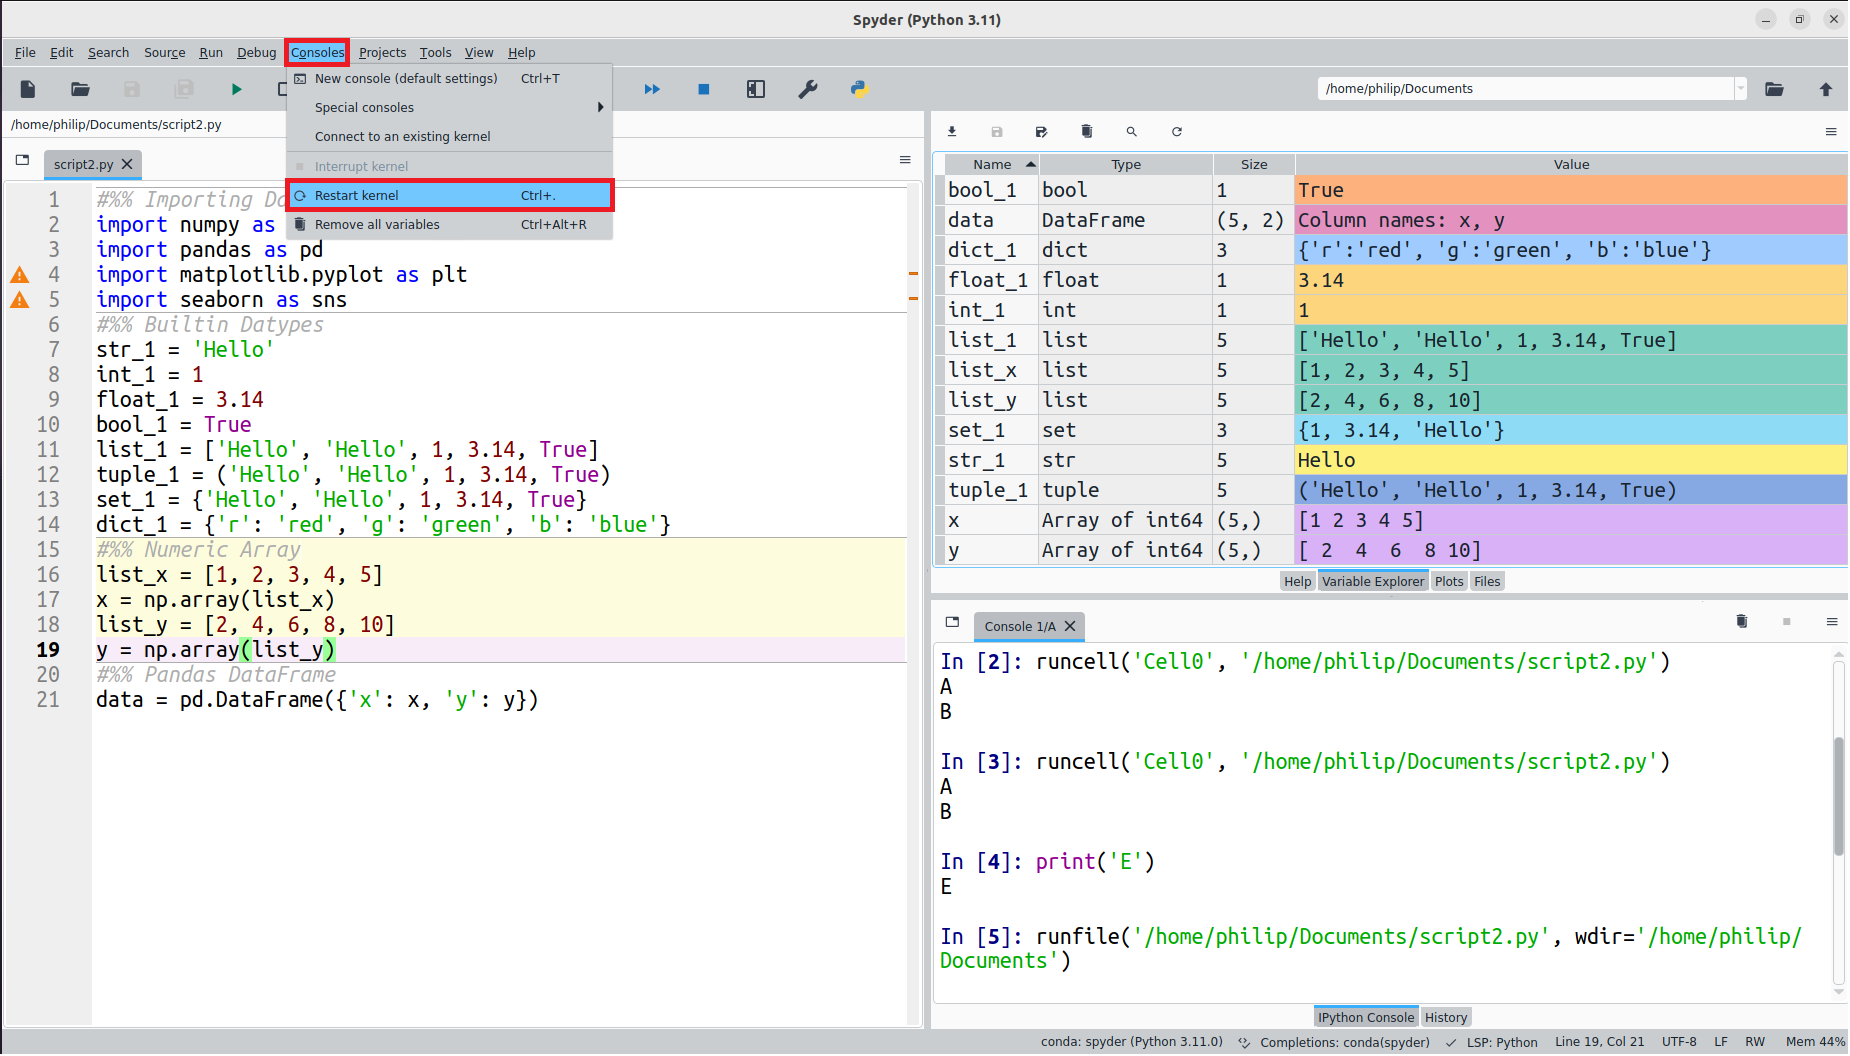 Spyder (Python 3.11)
File Edit Search Source Run Debug Consoles Projects Tools View Help
New console (default settings) Ctrl+T
Special consoles
Connect to an existing kernel
Interrupt kernel
Restart kernel Ctrl+.
Remove all variables Ctrl+Alt+R
/home/philip/Documents
/home/philip/Documents/script2.py
script2.py
1 #%% Importing Da
2 import numpy as
3 import pandas as pd
4 import matplotlib.pyplot as plt
5 import seaborn as sns
6 #%% Builtin Datypes
7 str_1 = 'Hello'
8 int_1 = 1
9 float_1 = 3.14
10 bool_1 = True
11 list_1 = ['Hello', 'Hello', 1, 3.14, True]
12 tuple_1 = ('Hello', 'Hello', 1, 3.14, True)
13 set_1 = {'Hello', 'Hello', 1, 3.14, True}
14 dict_1 = {'r': 'red', 'g': 'green', 'b': 'blue'}
15 #%% Numeric Array
16 list_x = [1, 2, 3, 4, 5]
17 x = np.array(list_x)
18 list_y = [2, 4, 6, 8, 10]
19 y = np.array(list_y)
20 #%% Pandas DataFrame
21 data = pd.DataFrame({'x': x, 'y': y})
Name Type Size Value
bool_1 bool 1 True
data DataFrame (5, 2) Column names: x, y
dict_1 dict 3 {'r':'red', 'g':'green', 'b':'blue'}
float_1 float 1 3.14
int_1 int 1 1
list_1 list 5 ['Hello', 'Hello', 1, 3.14, True]
list_x list 5 [1, 2, 3, 4, 5]
list_y list 5 [2, 4, 6, 8, 10]
set_1 set 3 {1, 3.14, 'Hello'}
str_1 str 5 Hello
tuple_1 tuple 5 ('Hello', 'Hello', 1, 3.14, True)
x Array of int64 (5,) [1 2 3 4 5]
y Array of int64 (5,) [ 2 4 6 8 10]
Help Variable Explorer Plots Files
Console 1/A
In [2]: runcell('Cell0', '/home/philip/Documents/script2.py')
A
B
In [3]: runcell('Cell0', '/home/philip/Documents/script2.py')
A
B
In [4]: print('E')
E
In [5]: runfile('/home/philip/Documents/script2.py', wdir='/home/philip/
Documents')
IPython Console History
conda: spyder (Python 3.11.0) Completions: conda(spyder) LSP: Python Line 19, Col 21 UTF-8 LF RW Mem 44%